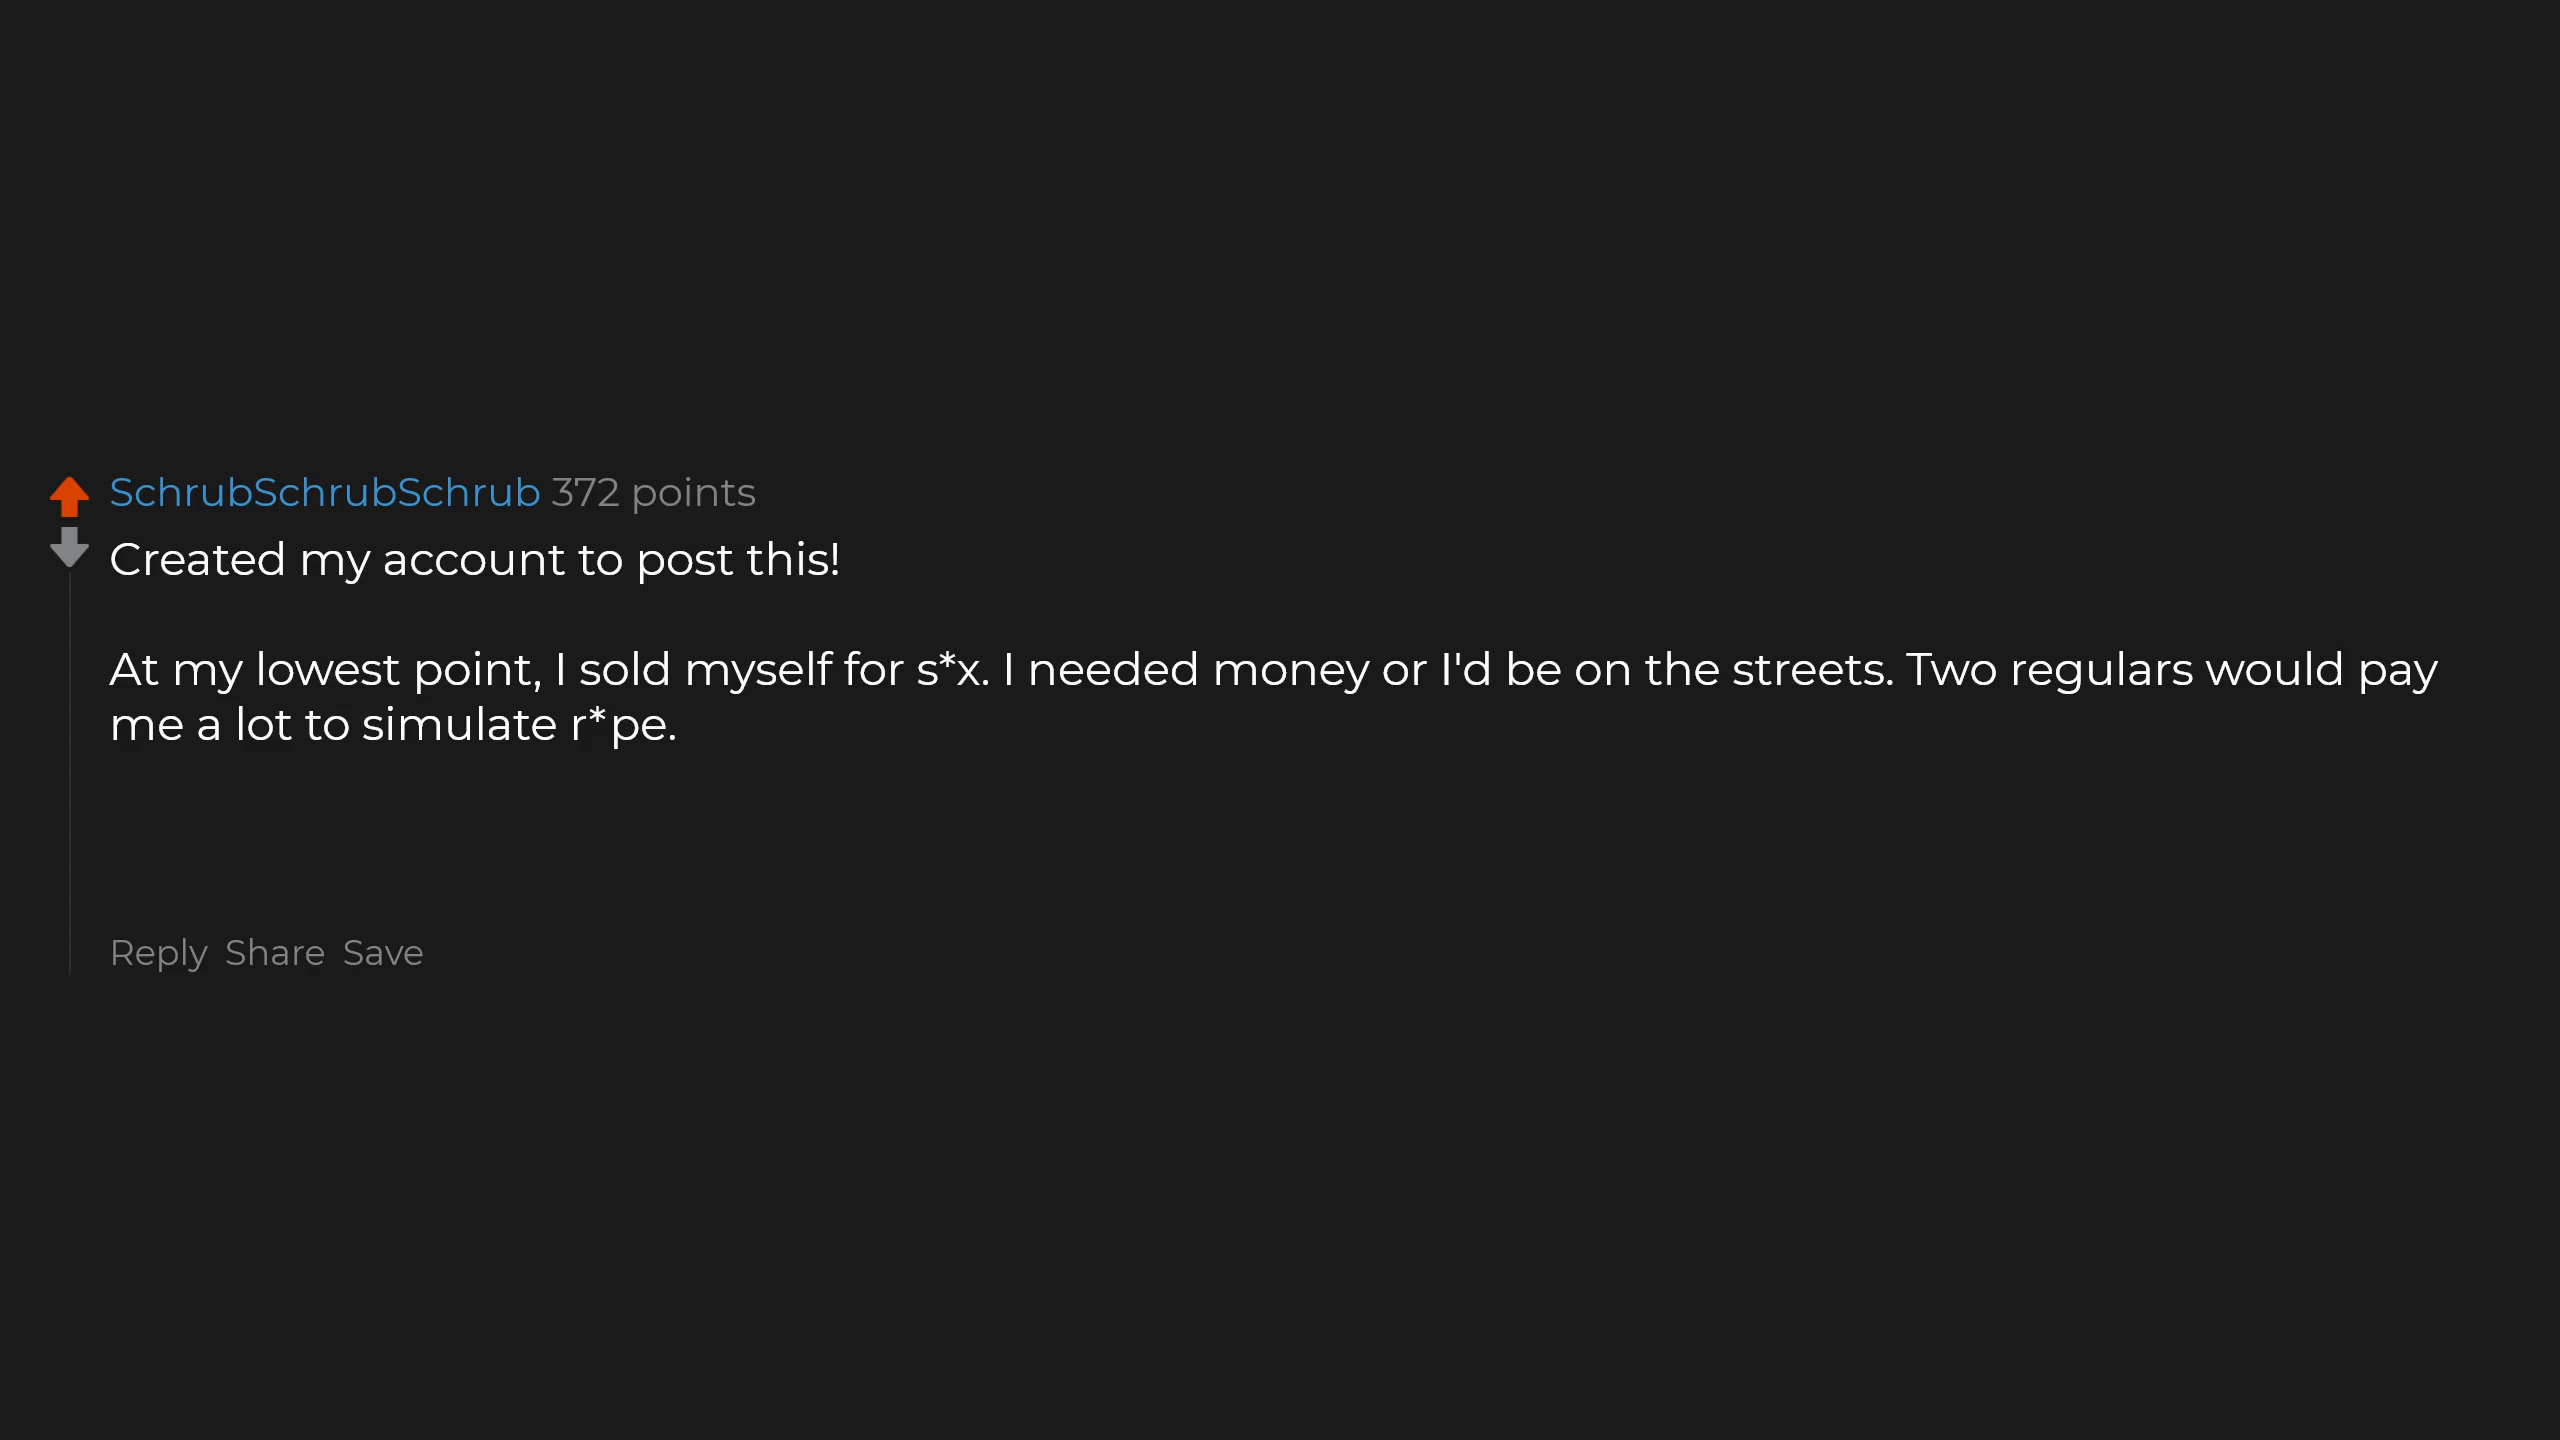 SchrubSchrubSchrub 372 points
Created my account to post this!
At my lowest point, I sold myself for s*x. I needed money or I'd be on the streets. Two regulars would pay
me a lot to simulate r*pe.
Reply Share Save